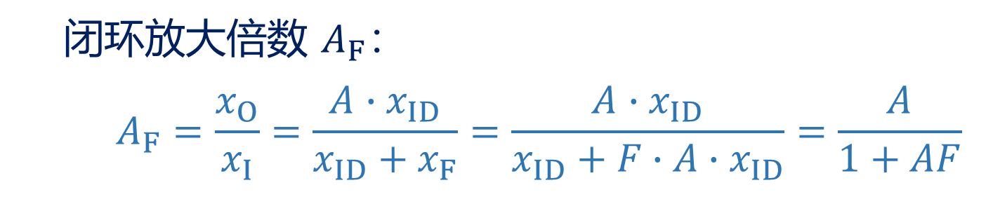 闭环放大倍数 A_F：
A_F = x_O / x_I = A · x_ID / (x_ID + x_F) = A · x_ID / (x_ID + F · A · x_ID) = A / (1 + AF)